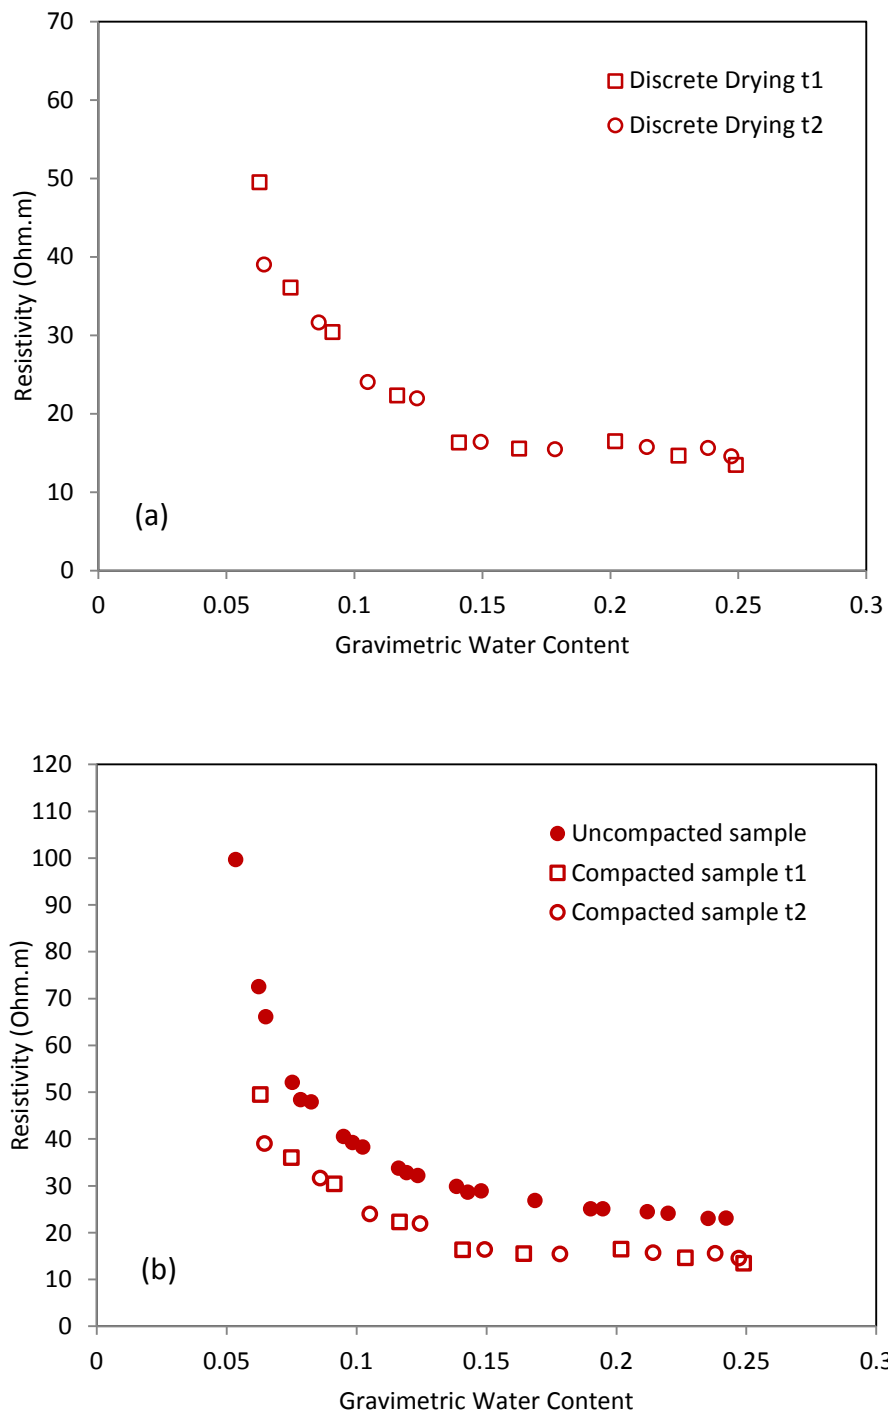 70
60
50
40
30
20
10
0
Resistivity (Ohm.m)
Discrete Drying t1
Discrete Drying t2
(a)
0 0.05 0.1 0.15 0.2 0.25 0.3
Gravimetric Water Content
120
110
100
90
80
70
60
50
40
30
20
10
0
Resistivity (Ohm.m)
Uncompacted sample
Compacted sample t1
Compacted sample t2
(b)
0 0.05 0.1 0.15 0.2 0.25 0.3
Gravimetric Water Content